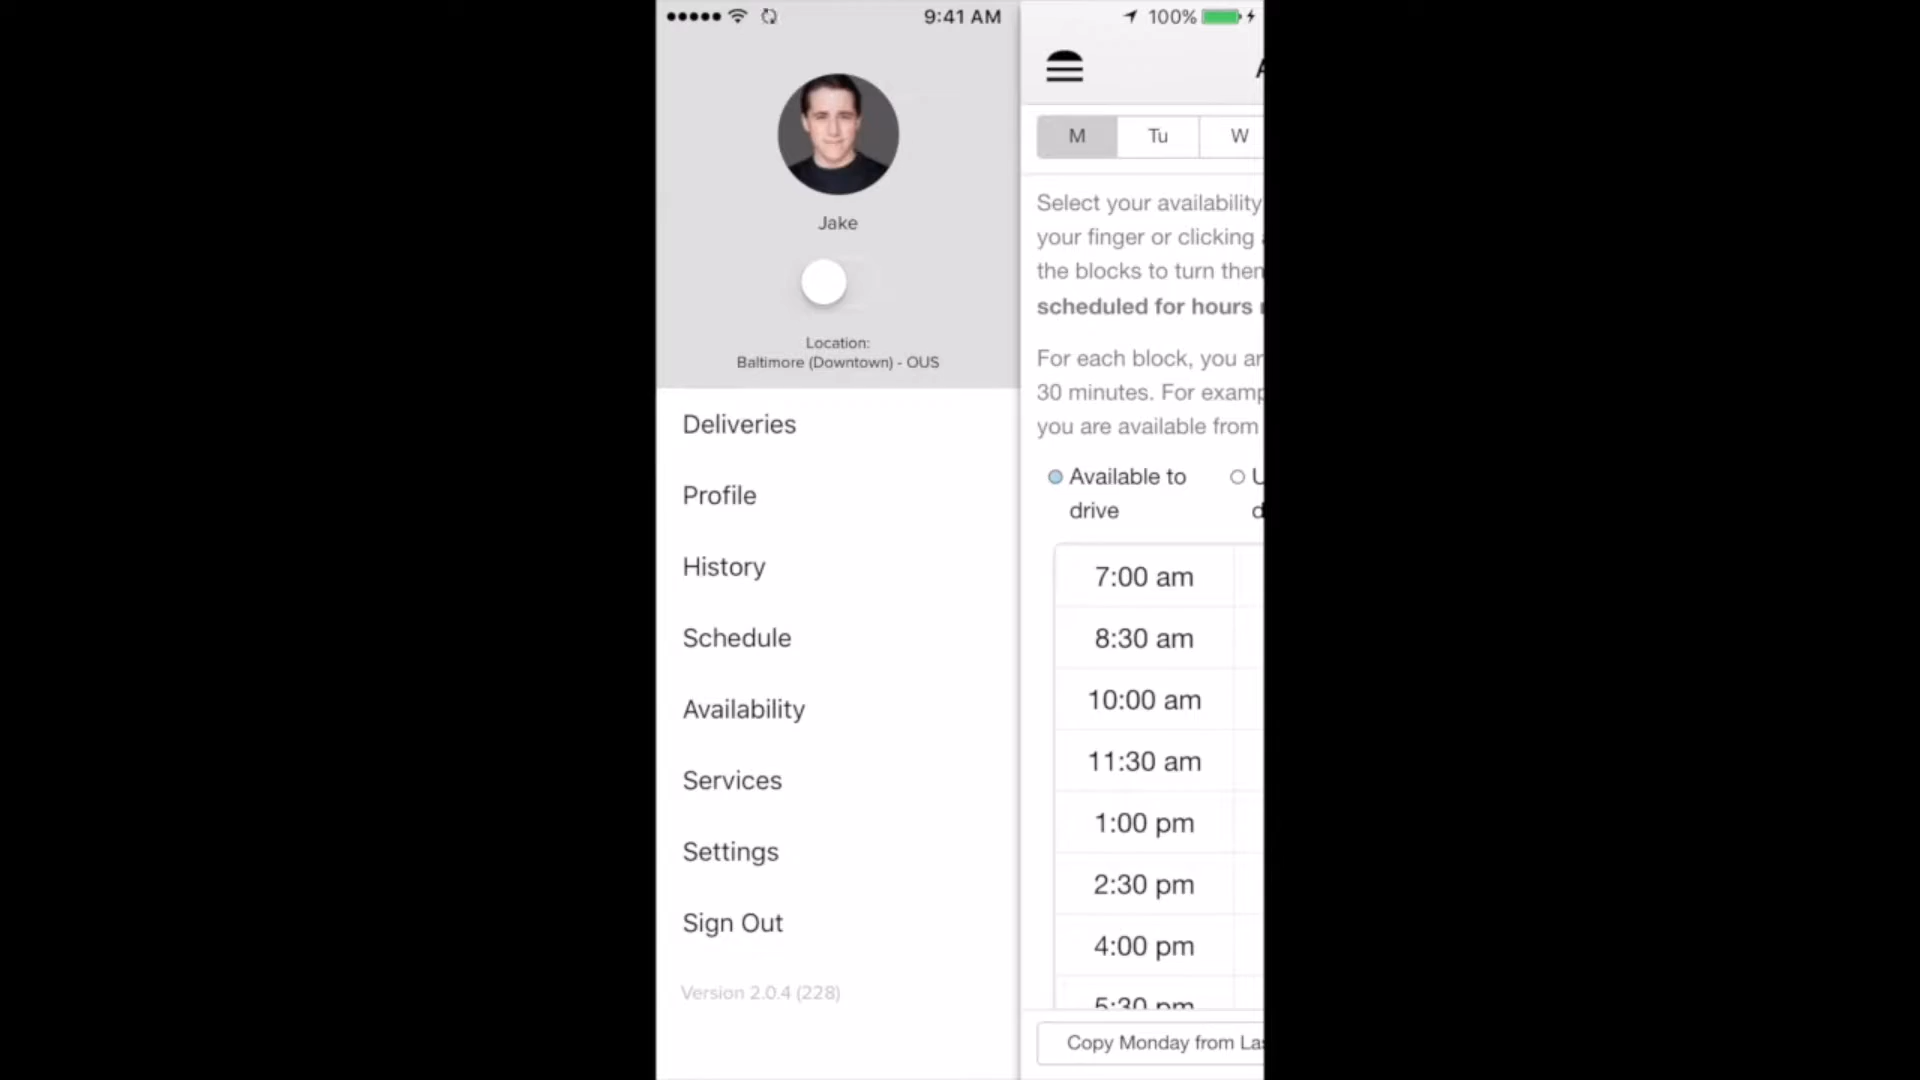 9:41 AM
100%
Jake
Location:
Baltimore (Downtown) - OUS
Deliveries
Profile
History
Schedule
Availability
Services
Settings
Sign Out
Version 2.0.4 (228)
M Tu W
Select your availability
your finger or clicking
the blocks to turn
scheduled for hours
For each block, you
30 minutes. For
you are available from
Available to
drive
7:00 am
8:30 am
10:00 am
11:30 am
1:00 pm
2:30 pm
4:00 pm
5:30 pm
Copy Monday from